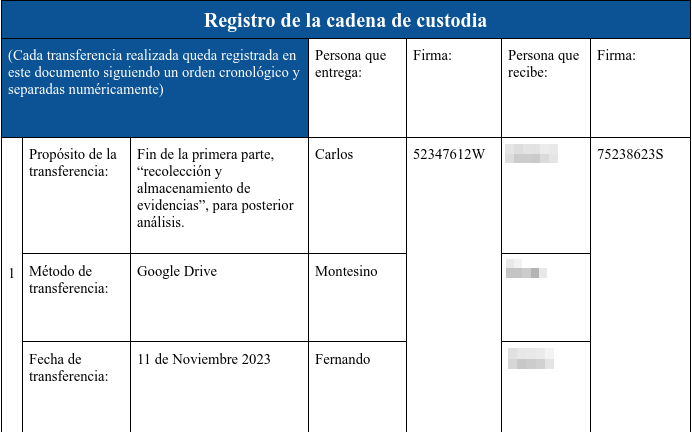 Registro de la cadena de custodia
(Cada transferencia realizada queda registrada en
este documento siguiendo un orden cronológico y
separadas numéricamente)
Persona que
entrega:
Firma:
Persona que
recibe:
Firma:
1
Propósito de la
transferencia:
Fin de la primera parte,
“recolección y
almacenamiento de
evidencias”, para posterior
análisis.
Carlos
52347612W
75238623S
Método de
transferencia:
Google Drive
Montesino
Fecha de
transferencia:
11 de Noviembre 2023
Fernando